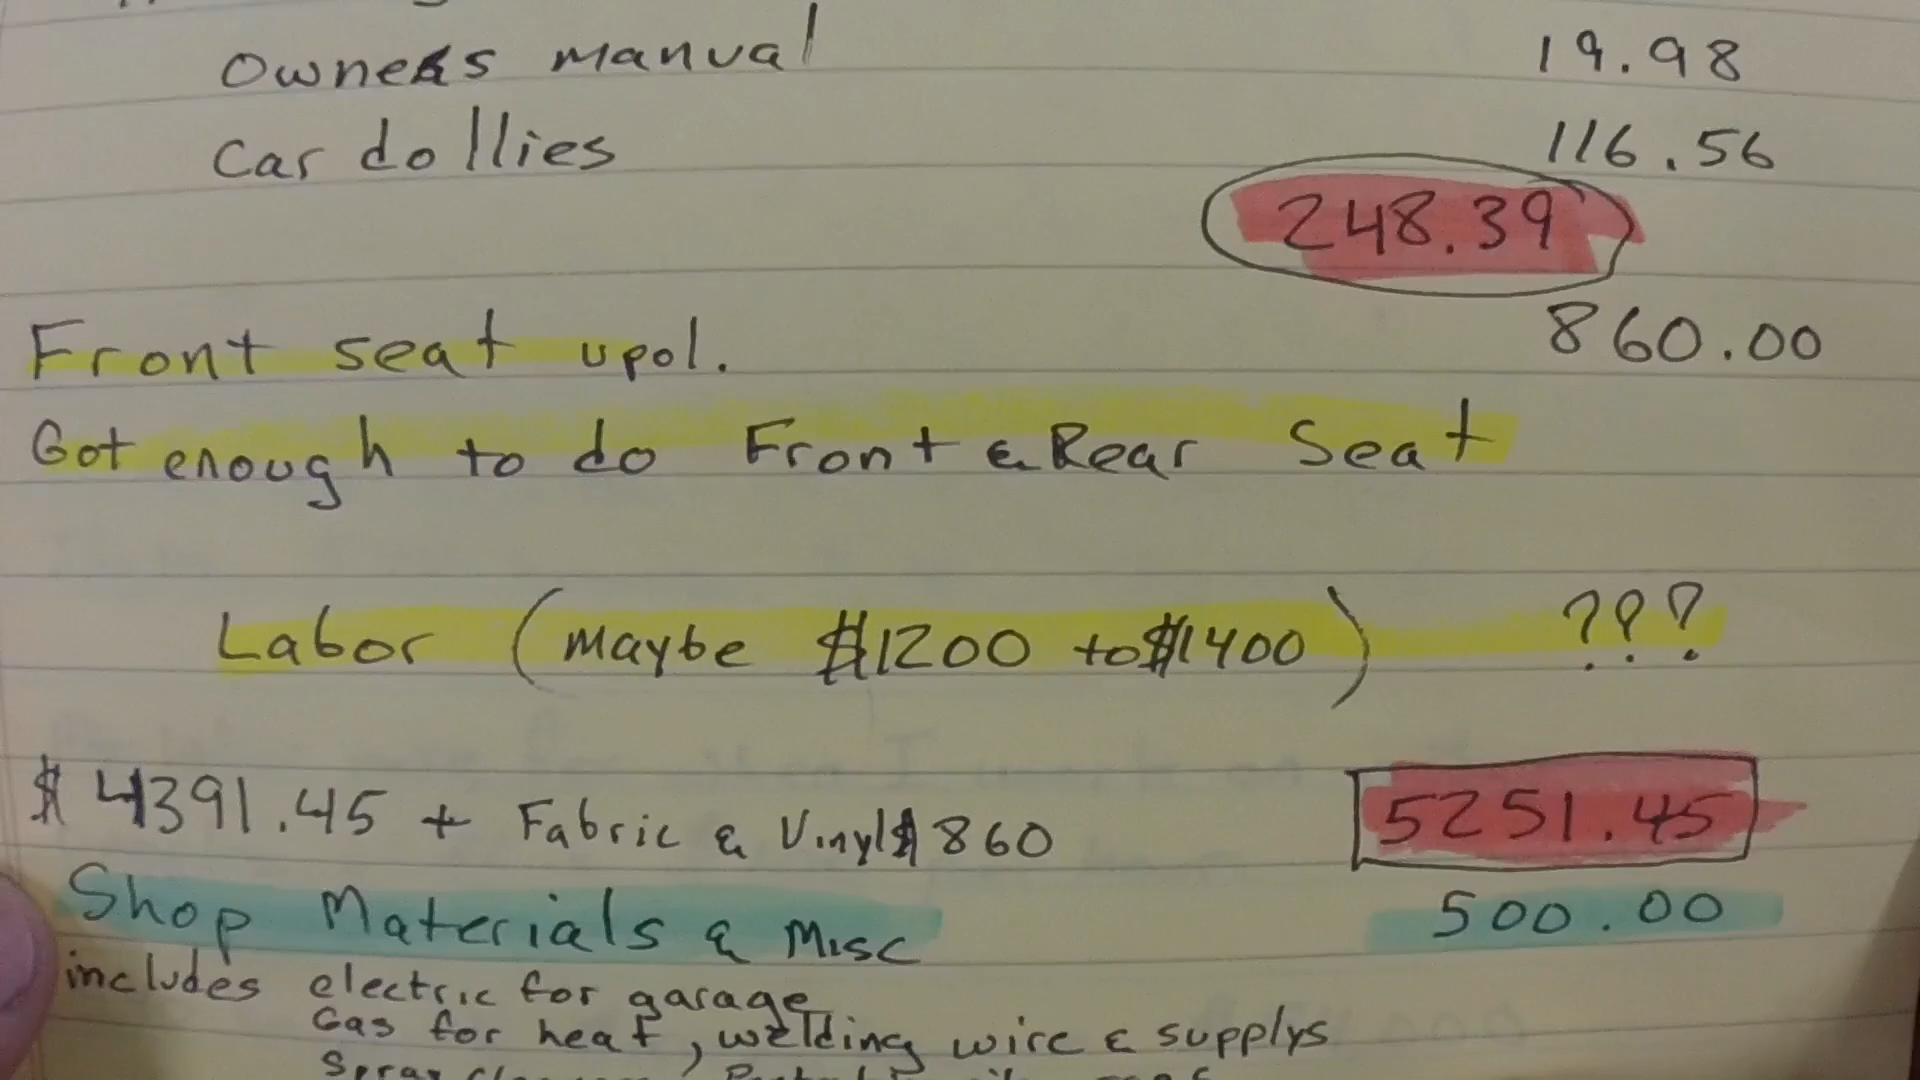 Owners manual 19.98
Car dollies 116.56
248.39
Front seat upol. 860.00
Got enough to do Front & Rear Seat
Labor (maybe $1200 to $1400) ???
$4391.45 + Fabric & Vinyl $860 5251.45
Shop Materials & Misc 500.00
includes electric for garage
Gas for heat, welding wire & supplys
Spray